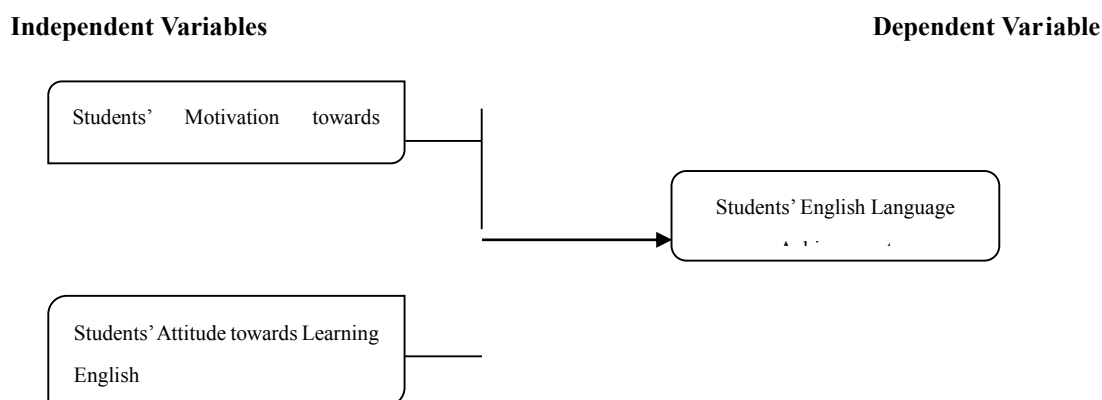 Independent Variables
Dependent Variable
Students’ Motivation towards
Students’ English Language
Students’ Attitude towards Learning
English